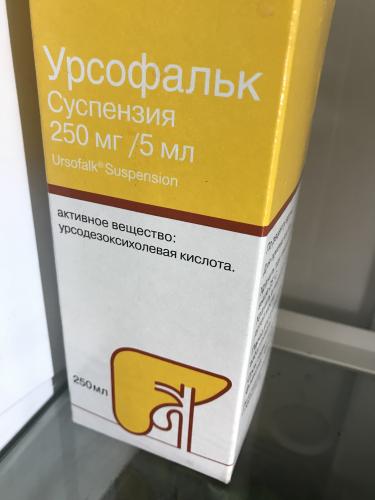 Урсофальк
Суспензия
250 мг /5 мл
Ursofalk® Suspension
активное вещество:
урсодезоксихолевая кислота.
250 мл